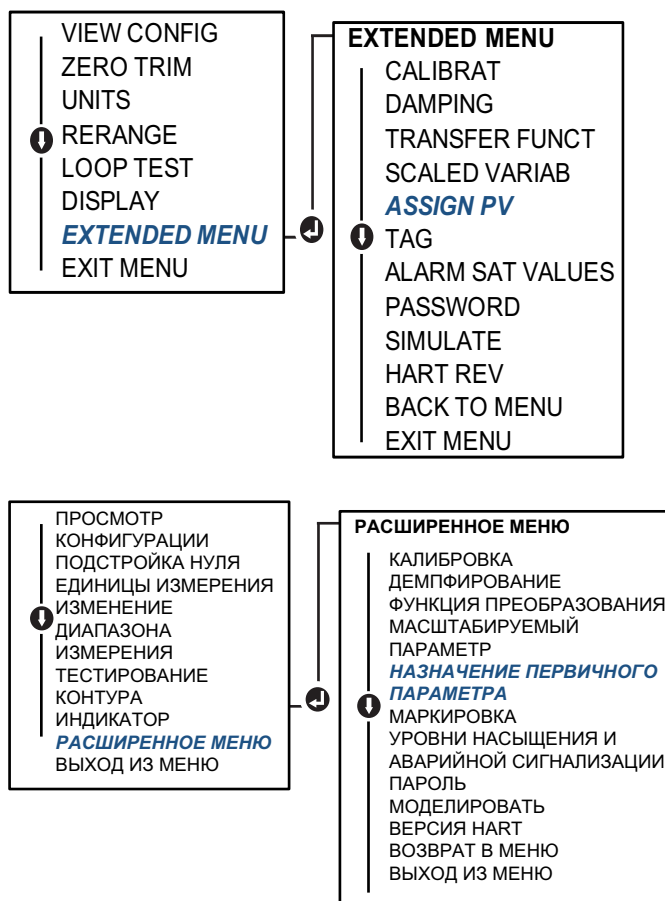 VIEW CONFIG
ZERO TRIM
UNITS
RERANGE
LOOP TEST
DISPLAY
EXTENDED MENU
EXIT MENU
EXTENDED MENU
CALIBRAT
DAMPING
TRANSFER FUNCT
SCALED VARIAB
ASSIGN PV
TAG
ALARM SAT VALUES
PASSWORD
SIMULATE
HART REV
BACK TO MENU
EXIT MENU
ПРОСМОТР
КОНФИГУРАЦИИ
ПОДСТРОЙКА НУЛЯ
ЕДИНИЦЫ ИЗМЕРЕНИЯ
ИЗМЕНЕНИЕ
ДИАПАЗОНА
ИЗМЕРЕНИЯ
ТЕСТИРОВАНИЕ
КОНТУРА
ИНДИКАТОР
РАСШИРЕННОЕ МЕНЮ
ВЫХОД ИЗ МЕНЮ
РАСШИРЕННОЕ МЕНЮ
КАЛИБРОВКА
ДЕМПФИРОВАНИЕ
ФУНКЦИЯ ПРЕОБРАЗОВАНИЯ
МАСШТАБИРУЕМЫЙ
ПАРАМЕТР
НАЗНАЧЕНИЕ ПЕРВИЧНОГО
ПАРАМЕТРА
МАРКИРОВКА
УРОВНИ НАСЫЩЕНИЯ И
АВАРИЙНОЙ СИГНАЛИЗАЦИИ
ПАРОЛЬ
МОДЕЛИРОВАТЬ
ВЕРСИЯ HART
ВОЗВРАТ В МЕНЮ
ВЫХОД ИЗ МЕНЮ